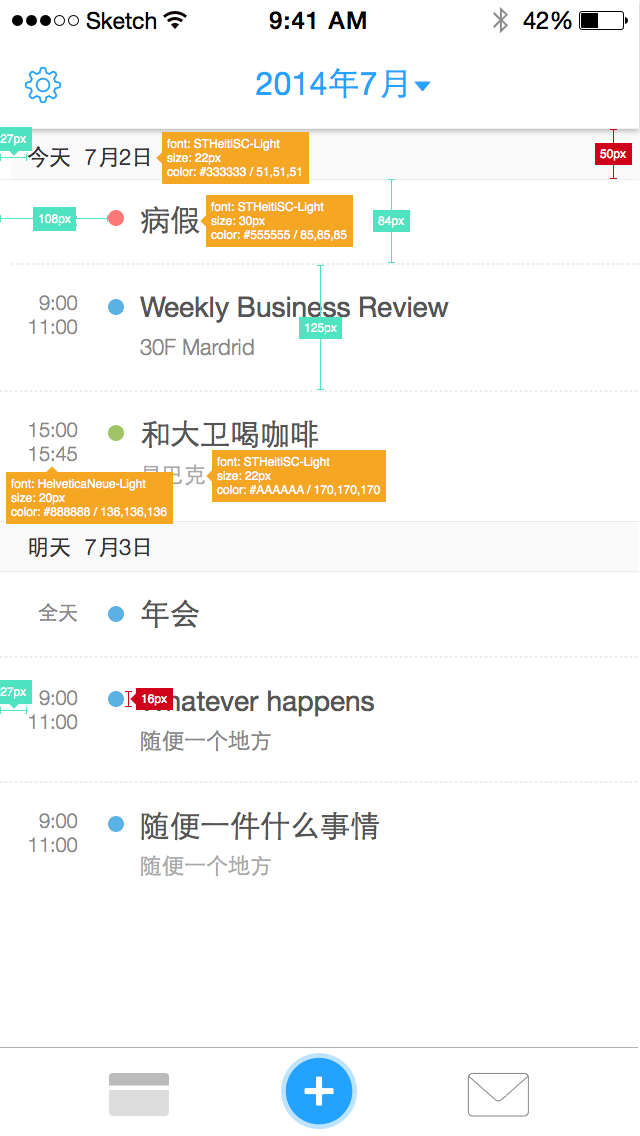 Sketch 9:41 AM 42%
2014年7月
27px
今天 7月2日
font: STHeitiSC-Light
size: 22px
color: #333333 / 51,51,51
50px
108px
病假
font: STHeitiSC-Light
size: 30px
color: #555555 / 85,85,85
84px
9:00
11:00
Weekly Business Review
125px
30F Mardrid
15:00
15:45
和大卫喝咖啡
巴克
font: STHeitiSC-Light
size: 22px
color: #AAAAAA / 170,170,170
font: HelveticaNeue-Light
size: 20px
color: #888888 / 136,136,136
明天 7月3日
全天
年会
27px
9:00
11:00
16px
Whatever happens
随便一个地方
9:00
11:00
随便一件什么事情
随便一个地方